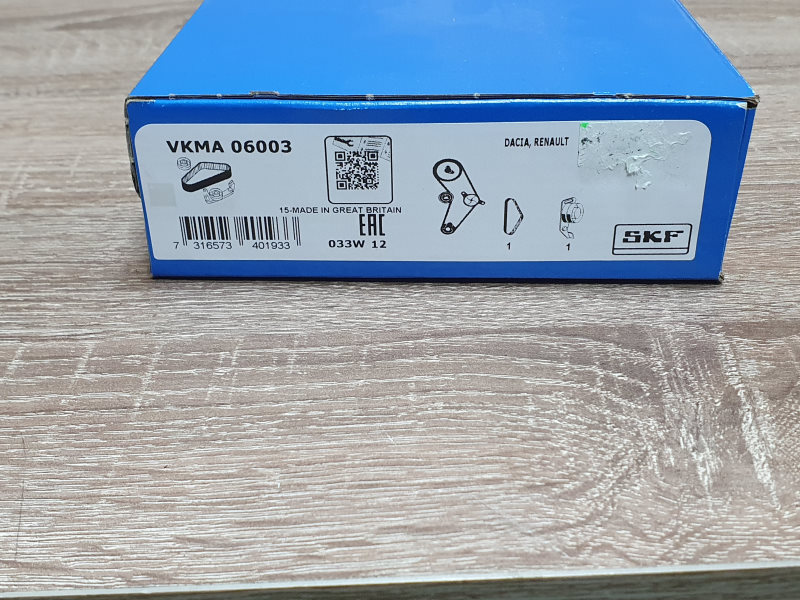 VKMA 06003
DACIA, RENAULT
15-MADE IN GREAT BRITAIN
EAC
033W 12
7 316573 401933
1
1
SKF